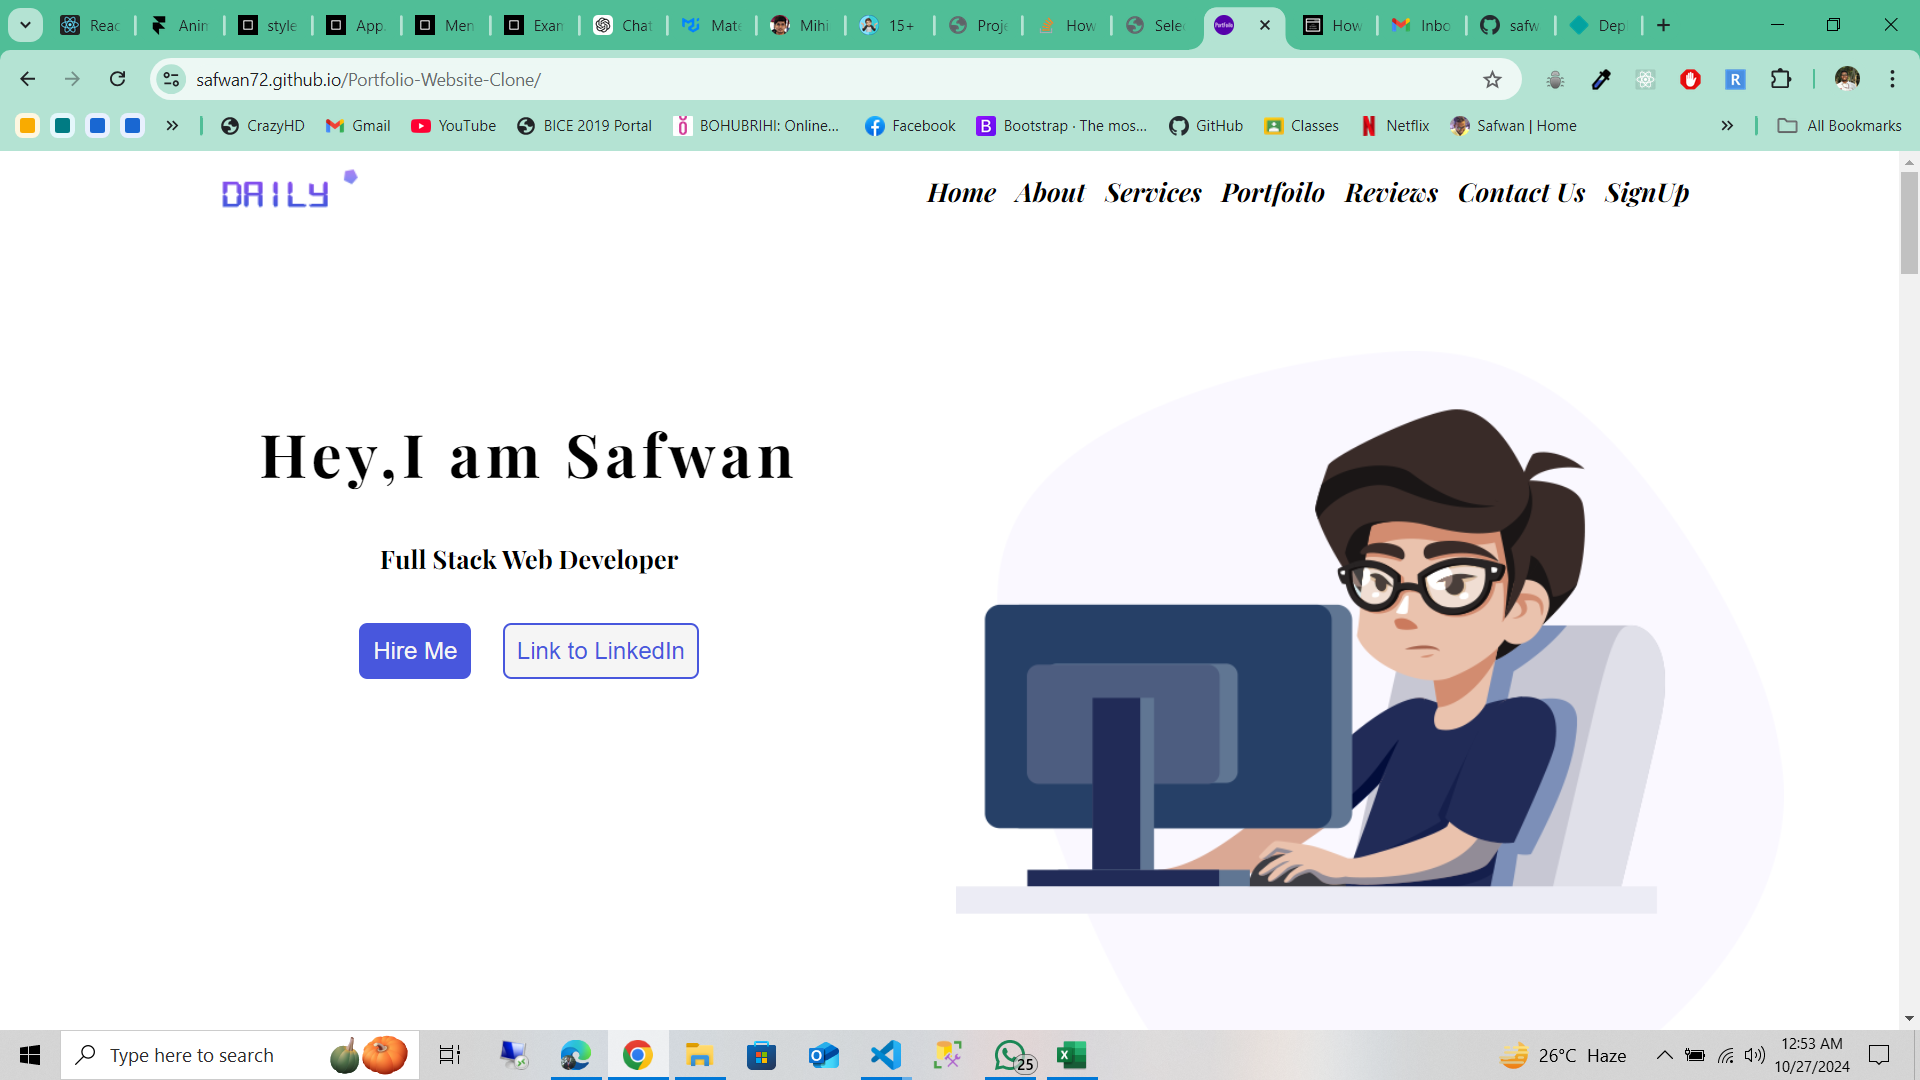 Reac
Anin
style
App.
Men
Exan
Chat
Mate
Mihi
15+
Proje
How
Selec
Portfolio
How
Inbo
safw
Dep
safwan72.github.io/Portfolio-Website-Clone/
R
CrazyHD
Gmail
YouTube
BICE 2019 Portal
BOHUBRIHI: Online...
Facebook
B
Bootstrap · The mos...
GitHub
Classes
Netflix
Safwan | Home
All Bookmarks
DAILY
Home About Services Portfoilo Reviews Contact Us SignUp
Hey,I am Safwan
Full Stack Web Developer
Hire Me
Link to LinkedIn
Type here to search
25
26°C Haze
12:53 AM
10/27/2024